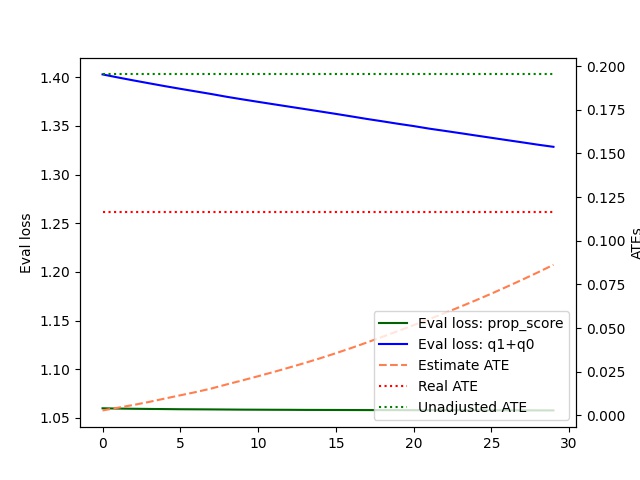 1.40
1.35
1.30
1.25
1.20
1.15
1.10
1.05
Eval loss
0.200
0.175
0.150
0.125
0.100
0.075
0.050
0.025
0.000
ATEs
0 5 10 15 20 25 30
Eval loss: prop_score
Eval loss: q1+q0
Estimate ATE
Real ATE
Unadjusted ATE